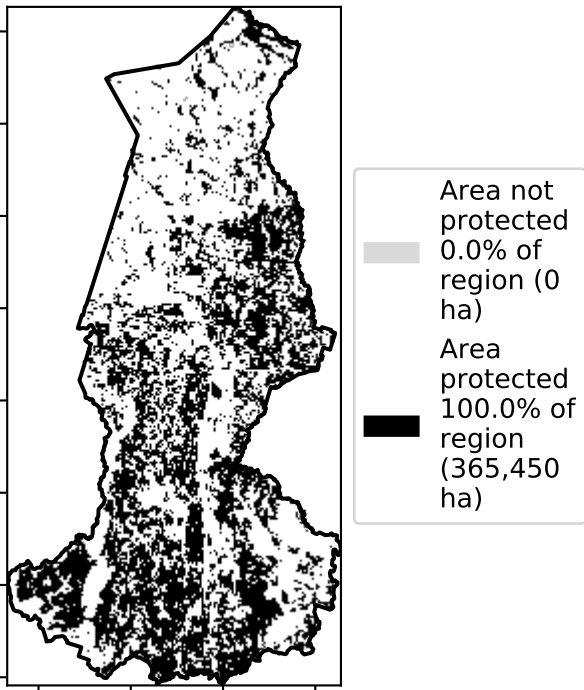 Area not
protected
0.0% of
region (0
ha)
Area
protected
100.0% of
region
(365,450
ha)